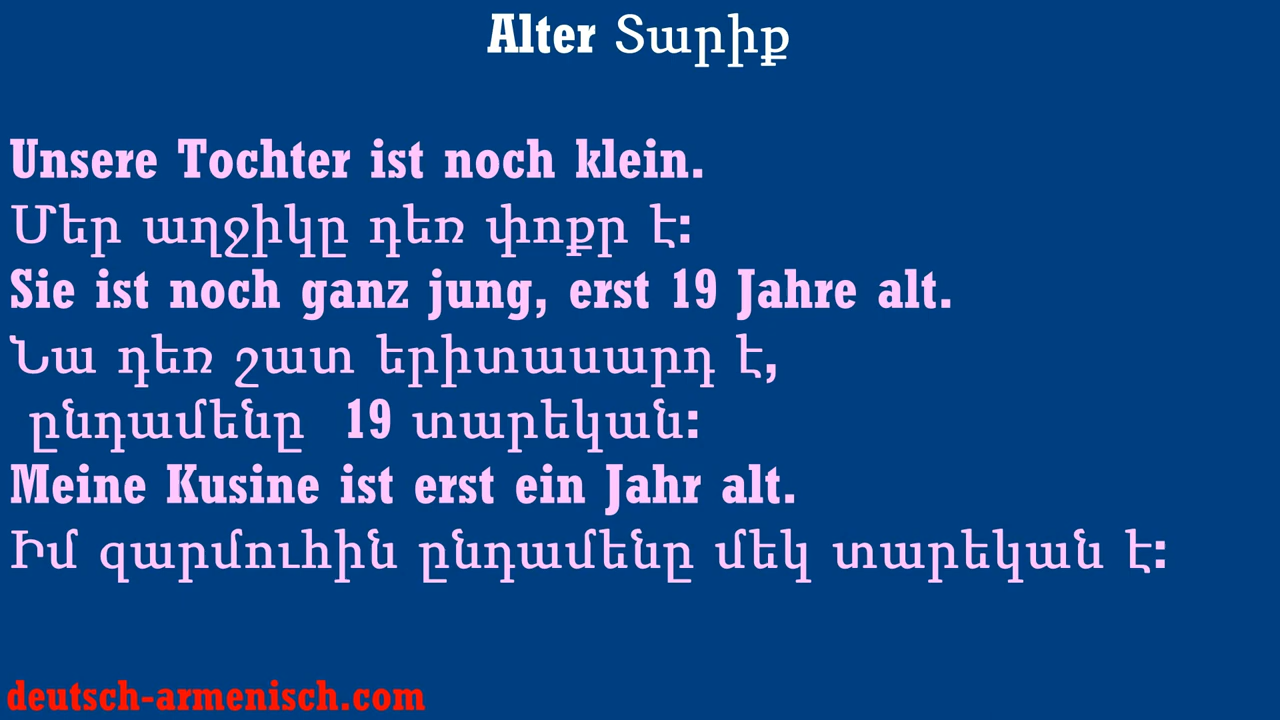 Alter Տարիք
Unsere Tochter ist noch klein.
Մեր աղջիկը դեռ փոքր է:
Sie ist noch ganz jung, erst 19 Jahre alt.
Նա դեռ շատ երիտասարդ է,
ընդամենը 19 տարեկան:
Meine Kusine ist erst ein Jahr alt.
Իմ զարմուհին ընդամենը մեկ տարեկան է:
deutsch-armenisch.com